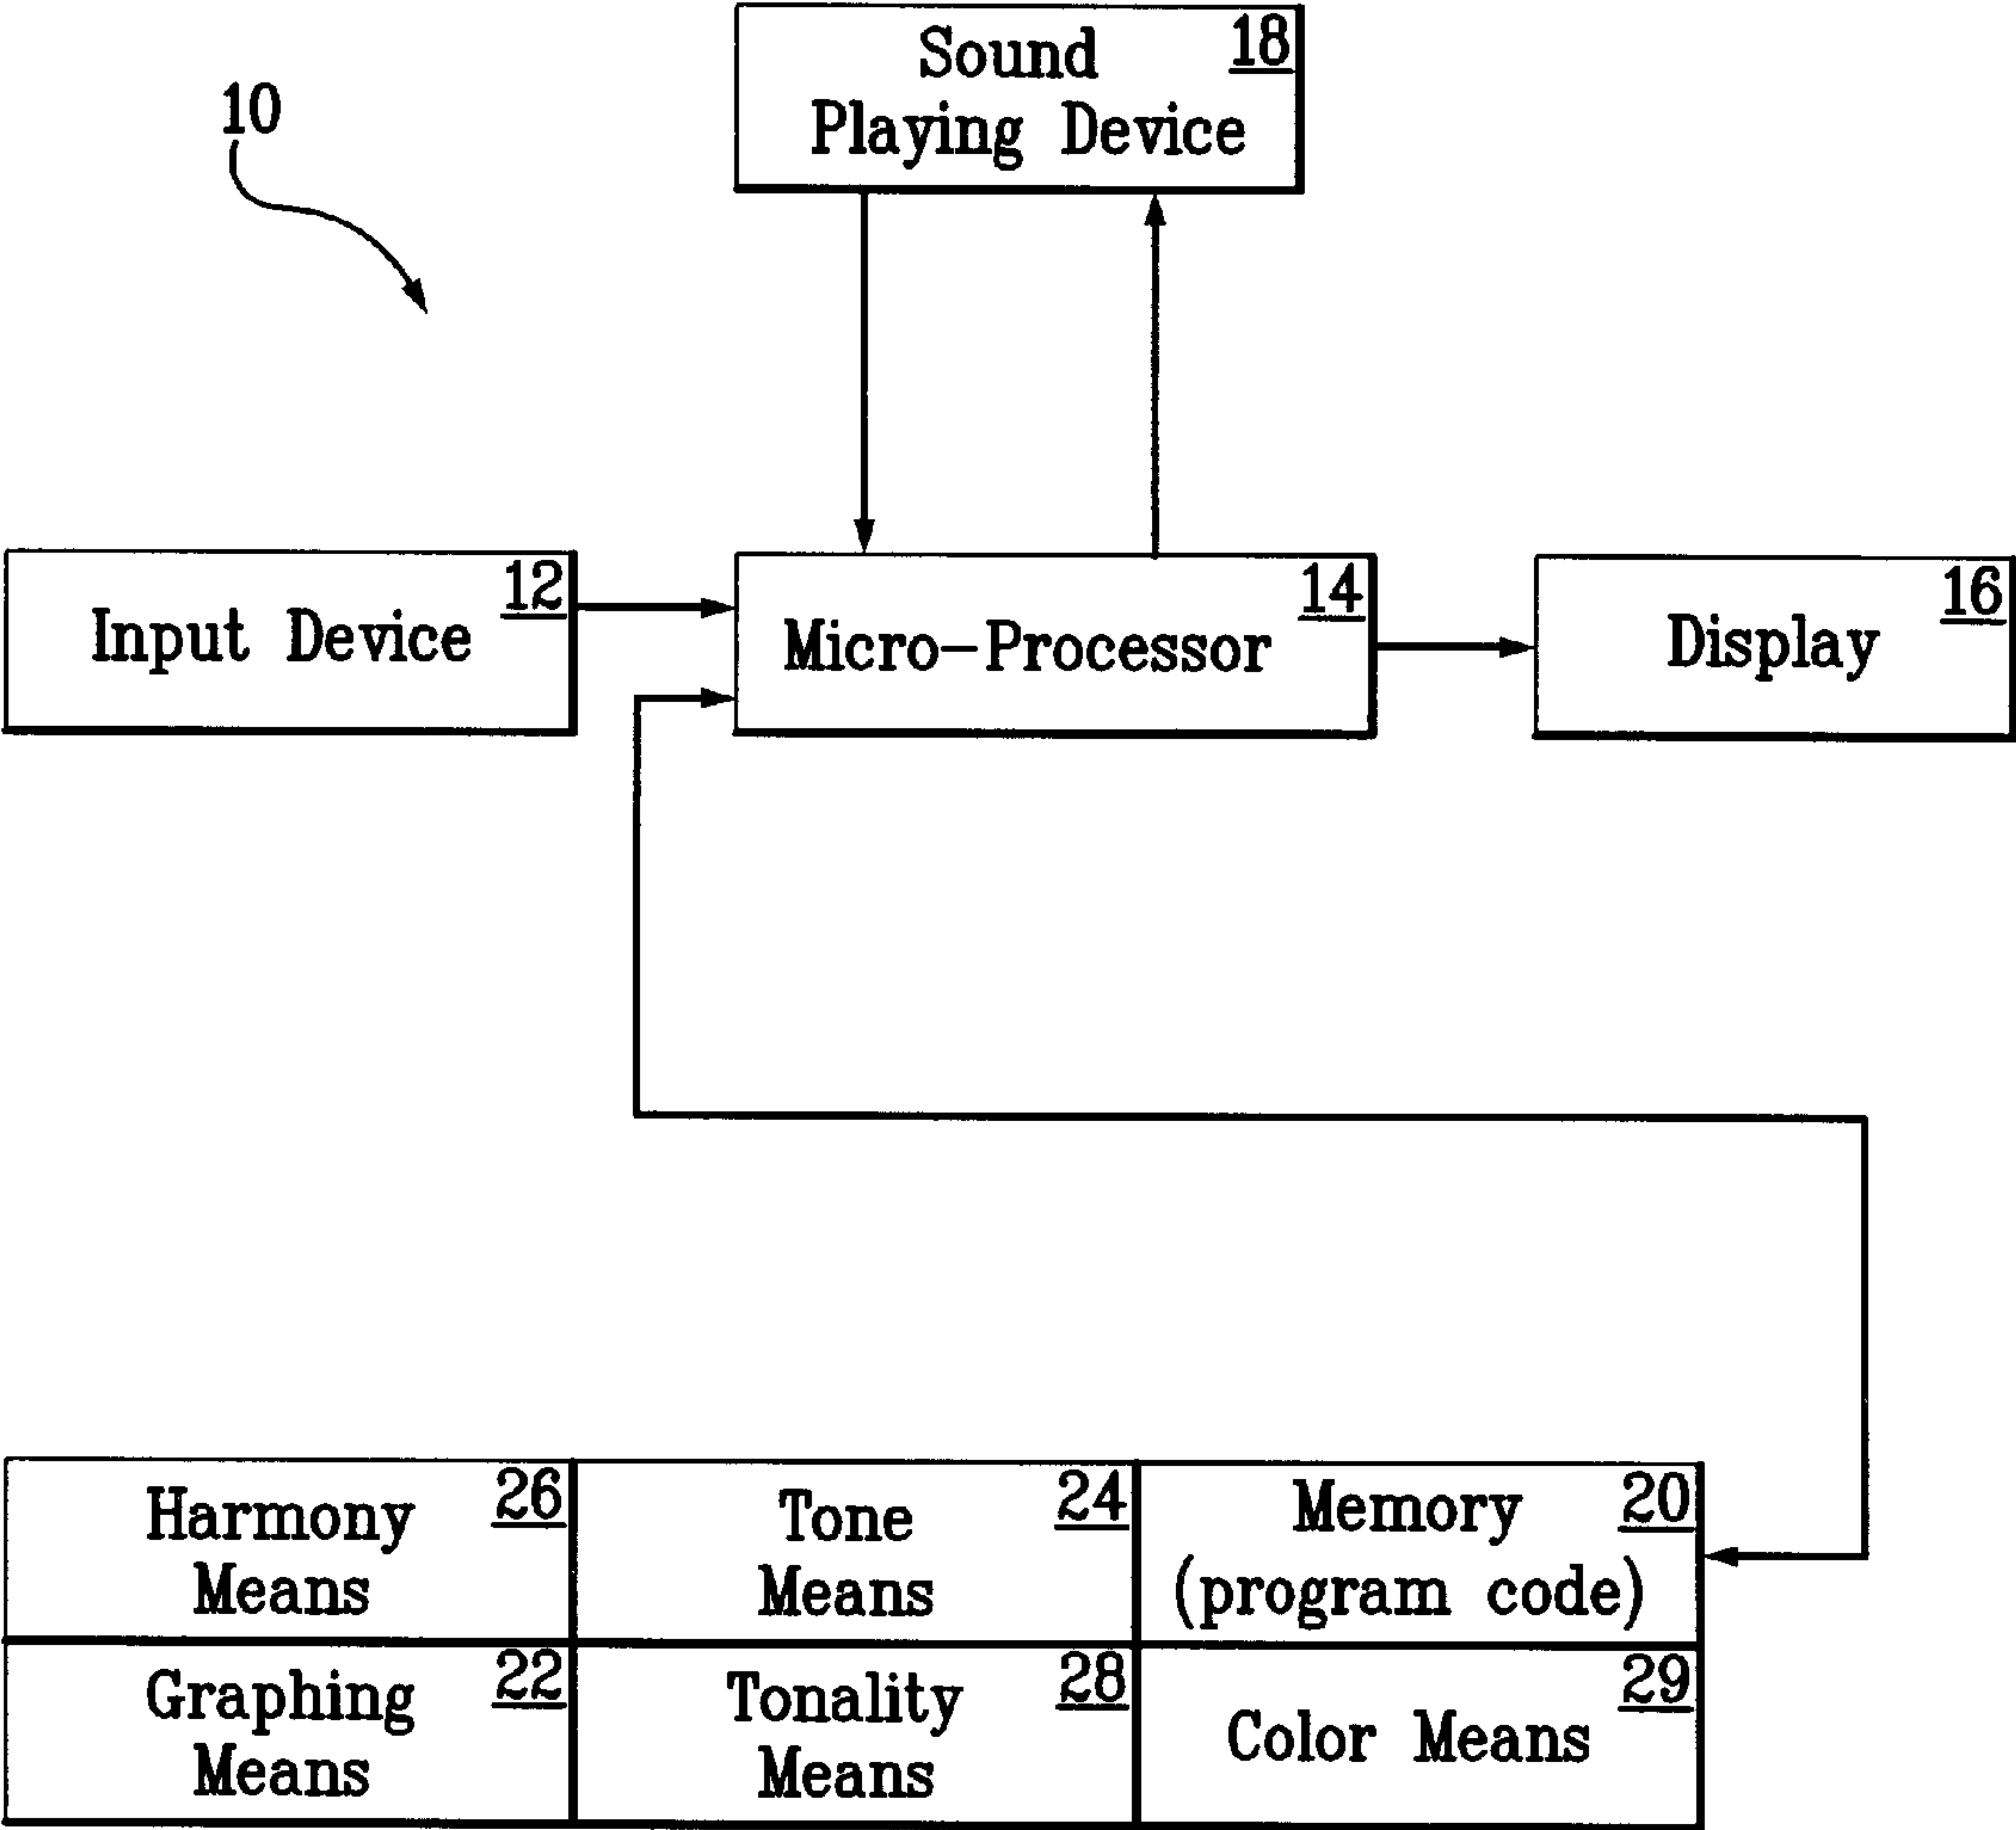 10
Sound
Playing Device
18
Input Device
12
Micro-Processor
14
Display
16
Harmony
Means
26
Tone
Means
24
Memory
(program code)
20
Graphing
Means
22
Tonality
Means
28
Color Means
29